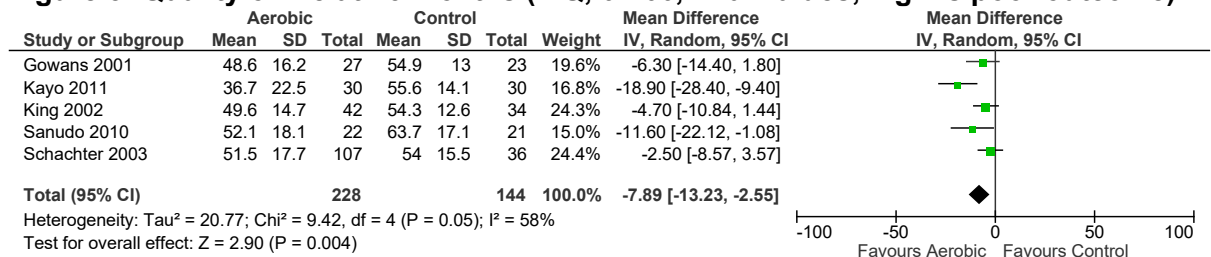 Aerobic Control Mean Difference Mean Difference
Study or Subgroup Mean SD Total Mean SD Total Weight IV, Random, 95% CI IV, Random, 95% CI
Gowans 2001 48.6 16.2 27 54.9 13 23 19.6% -6.30 [-14.40, 1.80]
Kayo 2011 36.7 22.5 30 55.6 14.1 30 16.8% -18.90 [-28.40, -9.40]
King 2002 49.6 14.7 42 54.3 12.6 34 24.3% -4.70 [-10.84, 1.44]
Sanudo 2010 52.1 18.1 22 63.7 17.1 21 15.0% -11.60 [-22.12, -1.08]
Schachter 2003 51.5 17.7 107 54 15.5 36 24.4% -2.50 [-8.57, 3.57]
Total (95% CI) 228 144 100.0% -7.89 [-13.23, -2.55]
Heterogeneity: Tau² = 20.77; Chi² = 9.42, df = 4 (P = 0.05); I² = 58%
Test for overall effect: Z = 2.90 (P = 0.004)
-100 -50 0 50 100
Favours Aerobic Favours Control